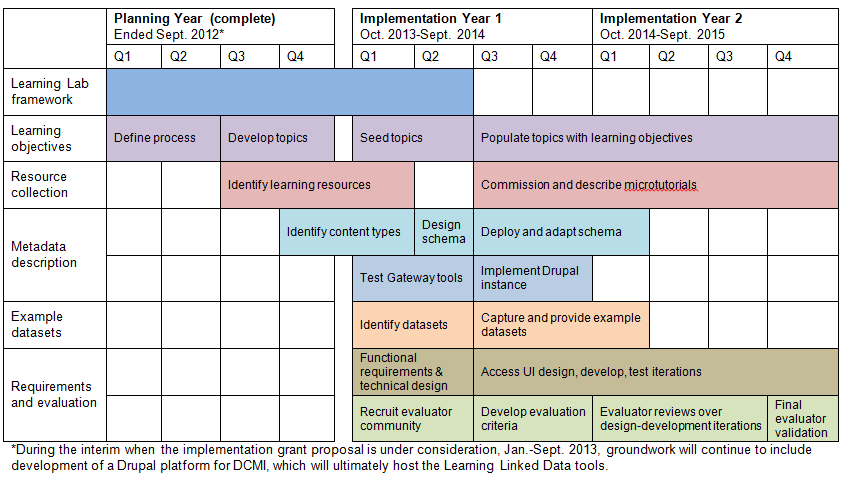 Planning Year (complete)
Ended Sept. 2012*
Implementation Year 1
Oct. 2013-Sept. 2014
Implementation Year 2
Oct. 2014-Sept. 2015
Q1 Q2 Q3 Q4 Q1 Q2 Q3 Q4 Q1 Q2 Q3 Q4
Learning Lab
framework
Learning
objectives
Define process
Develop topics
Seed topics
Populate topics with learning objectives
Resource
collection
Identify learning resources
Commission and describe microtutorials
Metadata
description
Identify content types
Design
schema
Deploy and adapt schema
Test Gateway tools
Implement Drupal
instance
Example
datasets
Identify datasets
Capture and provide example
datasets
Requirements
and evaluation
Functional
requirements &
technical design
Access UI design, develop, test iterations
Recruit evaluator
community
Develop evaluation
criteria
Evaluator reviews over
design-development iterations
Final
evaluator
validation
*During the interim when the implementation grant proposal is under consideration, Jan.-Sept. 2013, groundwork will continue to include
development of a Drupal platform for DCMI, which will ultimately host the Learning Linked Data tools.